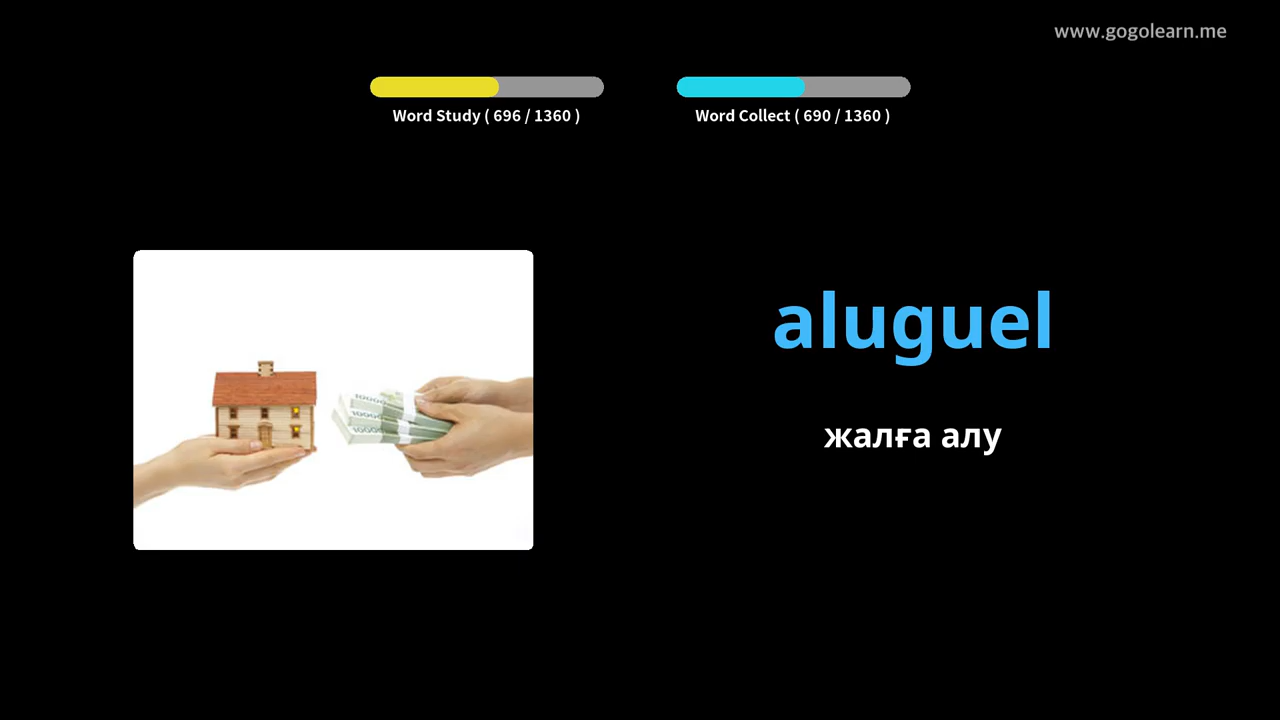 www.gogolearn.me
Word Study ( 696 / 1360 )
Word Collect ( 690 / 1360 )
aluguel
жалға алу